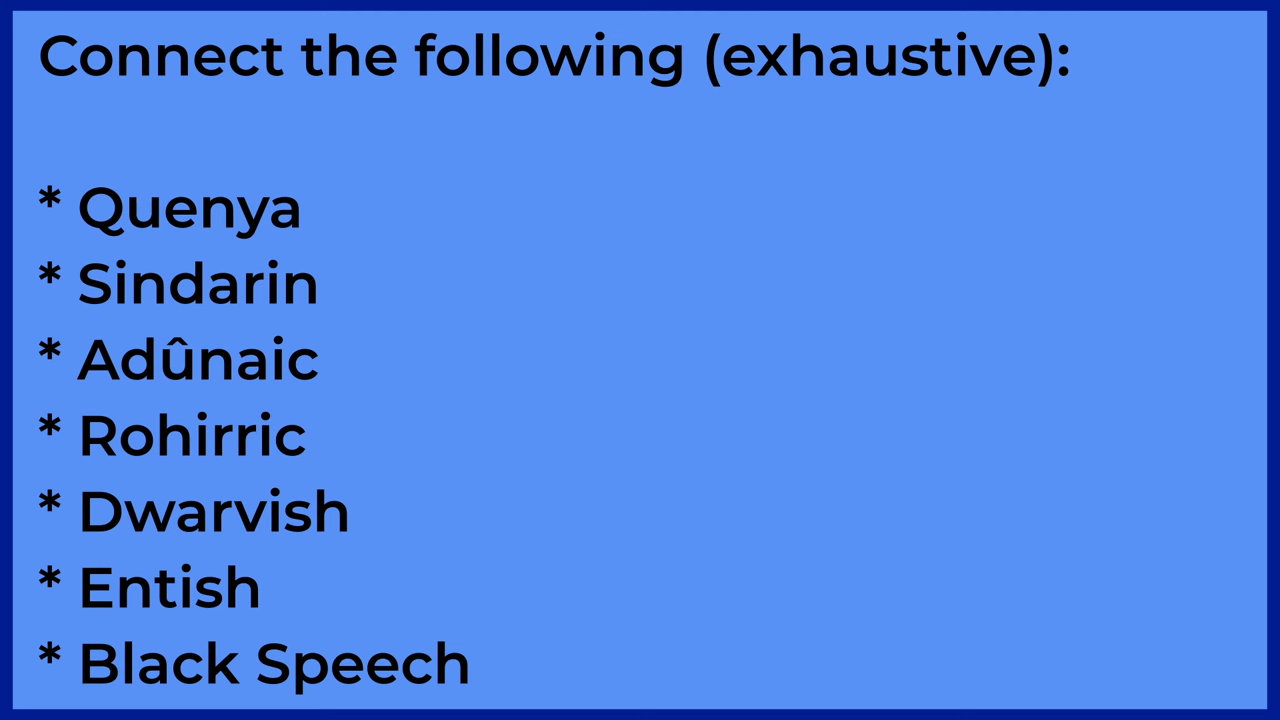 Connect the following (exhaustive):
* Quenya
* Sindarin
* Adûnaic
* Rohirric
* Dwarvish
* Entish
* Black Speech